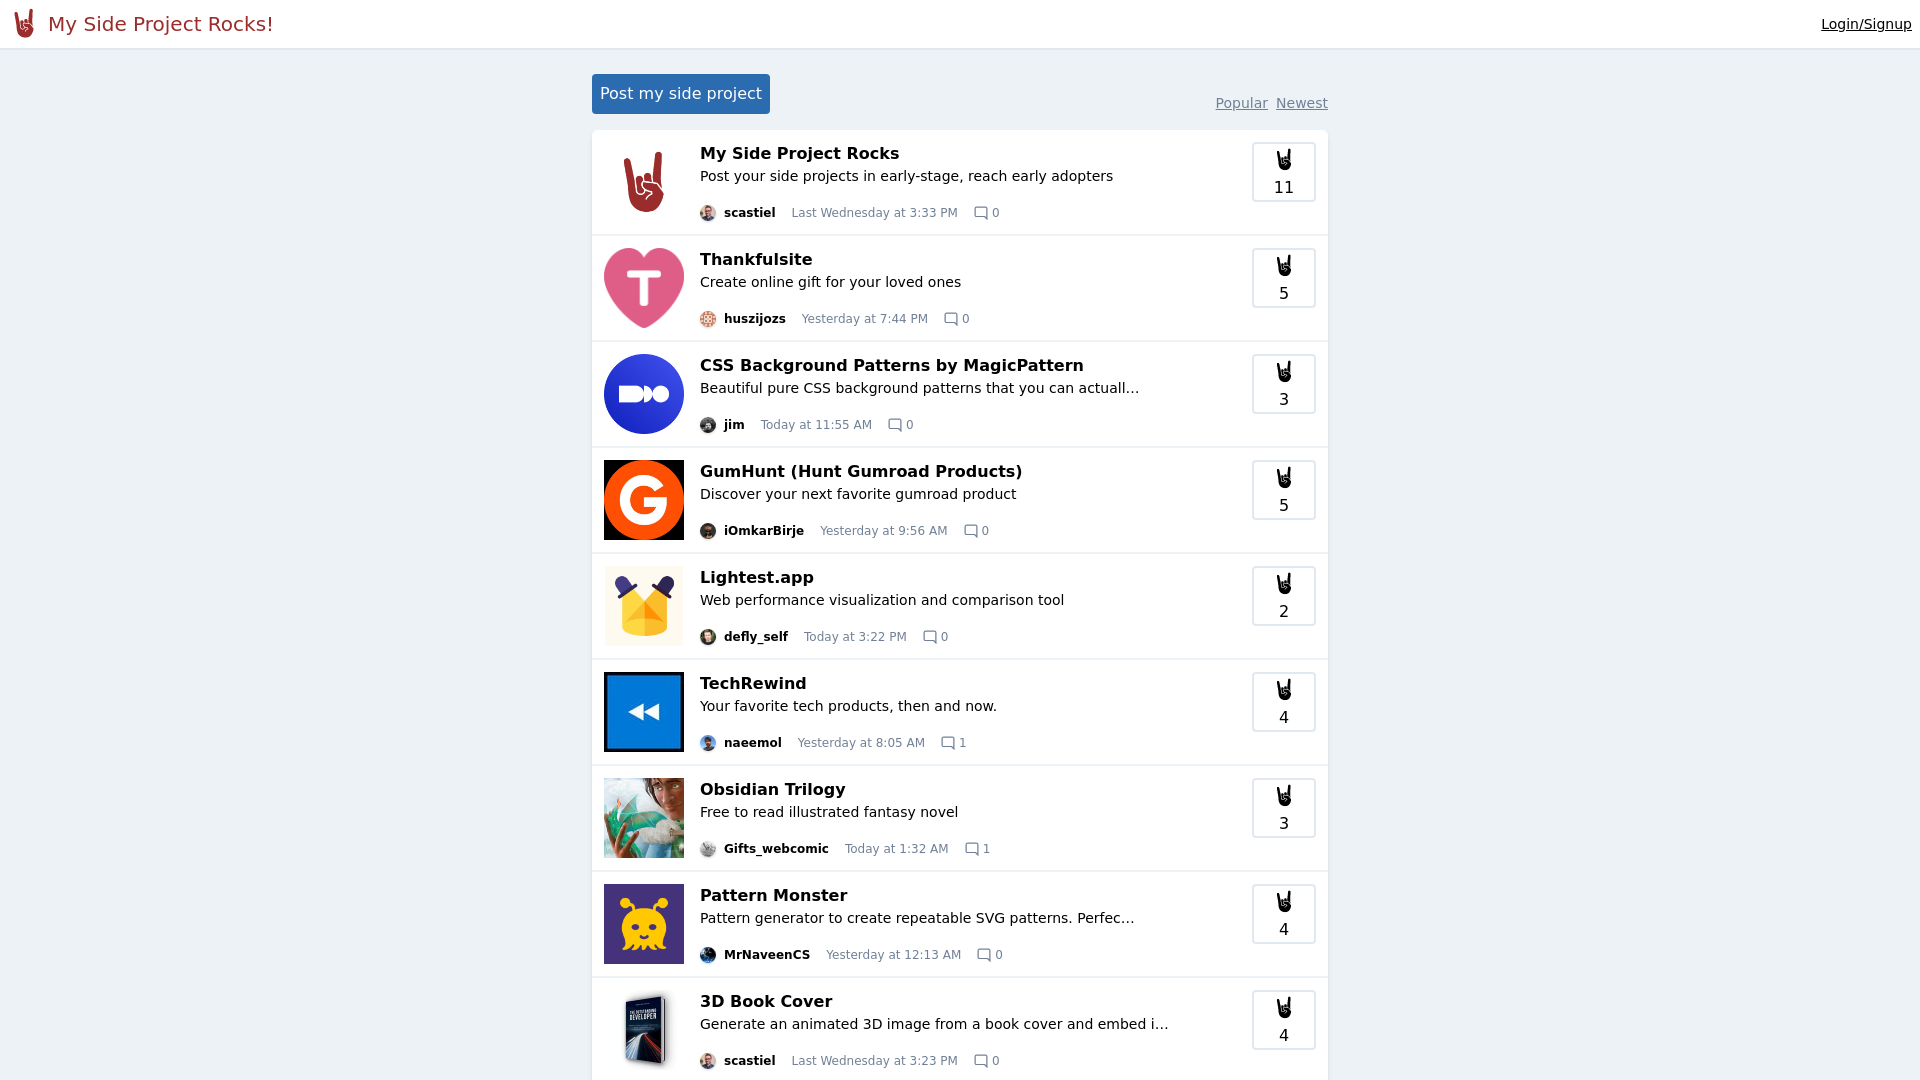 My Side Project Rocks!
Login/Signup
Post my side project
Popular Newest
My Side Project Rocks
Post your side projects in early-stage, reach early adopters
scastiel Last Wednesday at 3:33 PM 0
11
T
Thankfulsite
Create online gift for your loved ones
huszijozs Yesterday at 7:44 PM 0
5
CSS Background Patterns by MagicPattern
Beautiful pure CSS background patterns that you can actuall…
jim Today at 11:55 AM 0
3
G
GumHunt (Hunt Gumroad Products)
Discover your next favorite gumroad product
iOmkarBirje Yesterday at 9:56 AM 0
5
Lightest.app
Web performance visualization and comparison tool
defly_self Today at 3:22 PM 0
2
TechRewind
Your favorite tech products, then and now.
naeemol Yesterday at 8:05 AM 1
4
Obsidian Trilogy
Free to read illustrated fantasy novel
Gifts_webcomic Today at 1:32 AM 1
3
Pattern Monster
Pattern generator to create repeatable SVG patterns. Perfec…
MrNaveenCS Yesterday at 12:13 AM 0
4
3D Book Cover
Generate an animated 3D image from a book cover and embed i…
scastiel Last Wednesday at 3:23 PM 0
4